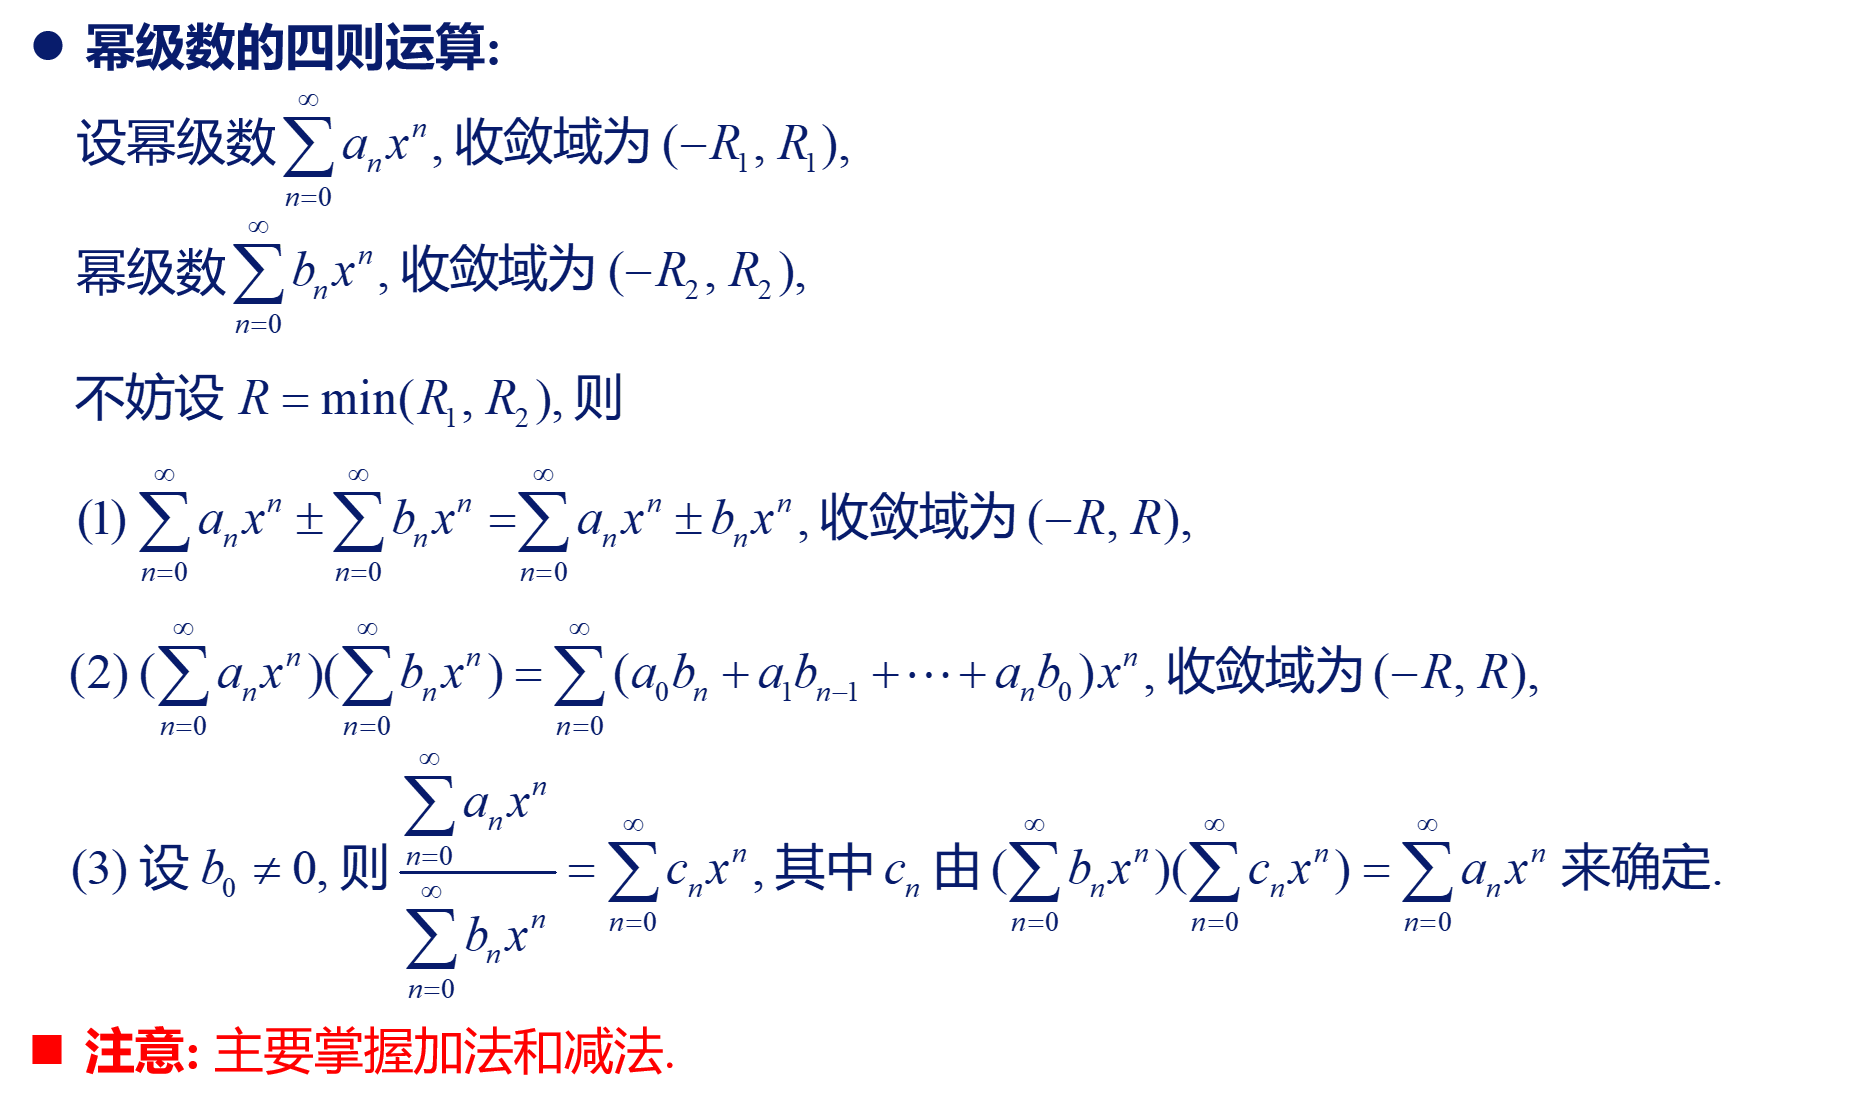 ● 幂级数的四则运算:
设幂级数 $\sum_{n=0}^{\infty} a_n x^n$, 收敛域为 $(-R_1, R_1)$,
幂级数 $\sum_{n=0}^{\infty} b_n x^n$, 收敛域为 $(-R_2, R_2)$,
不妨设 $R = \min(R_1, R_2)$, 则
(1) $\sum_{n=0}^{\infty} a_n x^n \pm \sum_{n=0}^{\infty} b_n x^n = \sum_{n=0}^{\infty} a_n x^n \pm b_n x^n$, 收敛域为 $(-R, R)$,
(2) $(\sum_{n=0}^{\infty} a_n x^n)(\sum_{n=0}^{\infty} b_n x^n) = \sum_{n=0}^{\infty} (a_0 b_n + a_1 b_{n-1} + \cdots + a_n b_0) x^n$, 收敛域为 $(-R, R)$,
(3) 设 $b_0 \neq 0$, 则 $\frac{\sum_{n=0}^{\infty} a_n x^n}{\sum_{n=0}^{\infty} b_n x^n} = \sum_{n=0}^{\infty} c_n x^n$, 其中 $c_n$ 由 $(\sum_{n=0}^{\infty} b_n x^n)(\sum_{n=0}^{\infty} c_n x^n) = \sum_{n=0}^{\infty} a_n x^n$ 来确定.
■ 注意: 主要掌握加法和减法.